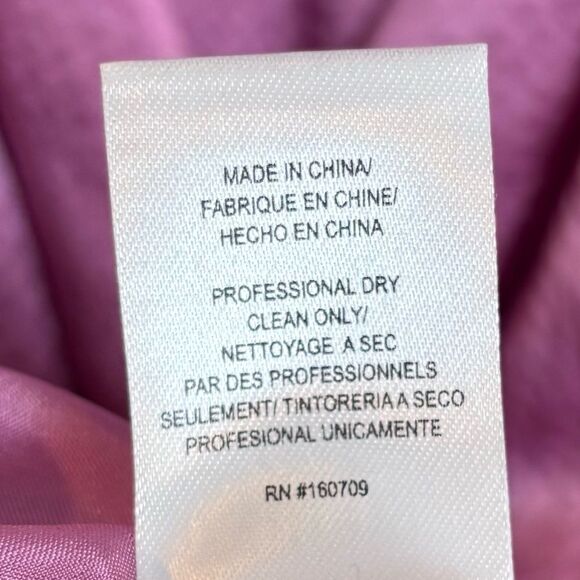 MADE IN CHINA/
FABRIQUE EN CHINE/
HECHO EN CHINA
PROFESSIONAL DRY
CLEAN ONLY/
NETTOYAGE A SEC
PAR DES PROFESSIONNELS
SEULEMENT/ TINTORERIA A SECO
PROFESIONAL UNICAMENTE
RN #160709